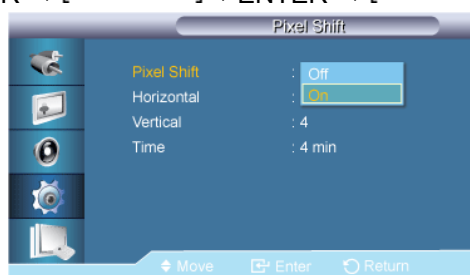 Pixel Shift
Pixel Shift : Off
Horizontal : On
Vertical : 4
Time : 4 min
Move Enter Return